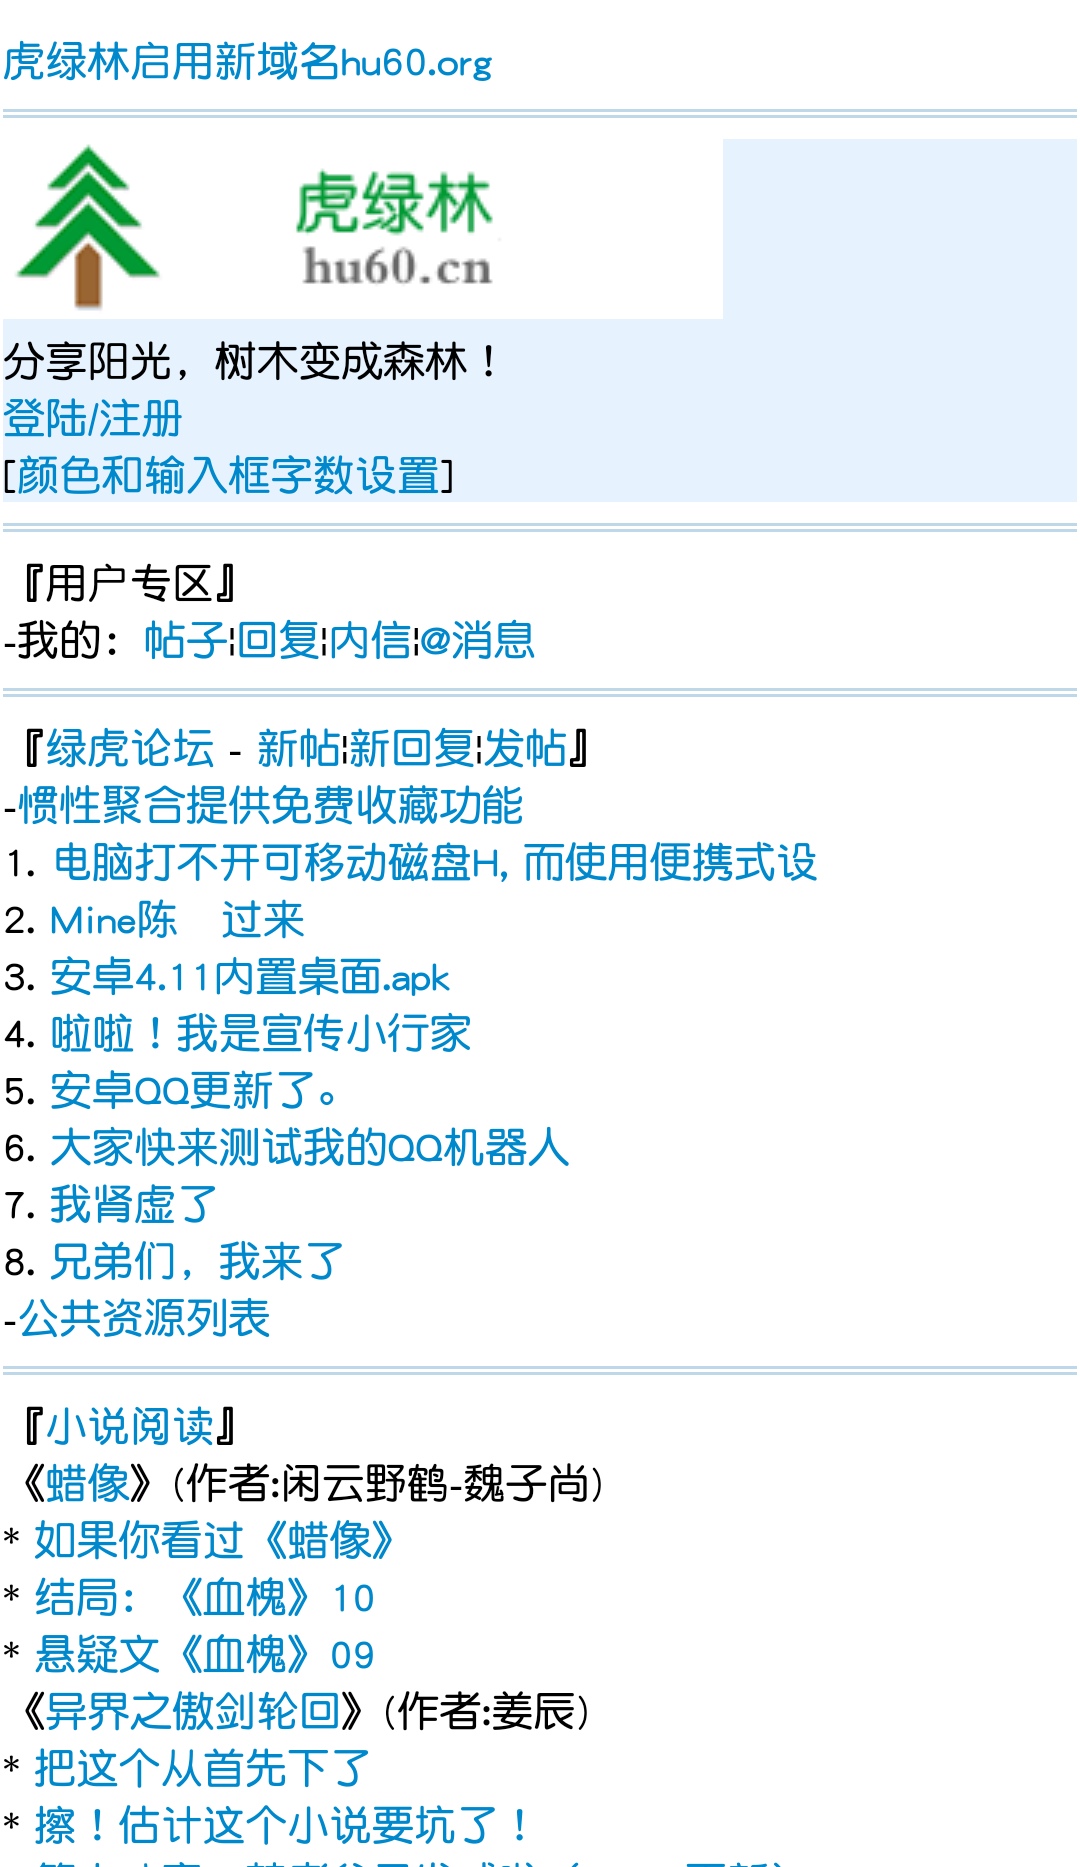 虎绿林启用新域名hu60.org
虎绿林
hu60.cn
分享阳光，树木变成森林！
登陆/注册
[颜色和输入框字数设置]
『用户专区』
-我的：帖子¦回复¦内信¦@消息
『绿虎论坛 - 新帖¦新回复¦发帖』
-惯性聚合提供免费收藏功能
1. 电脑打不开可移动磁盘H, 而使用便携式设
2. Mine陈　过来
3. 安卓4.11内置桌面.apk
4. 啦啦！我是宣传小行家
5. 安卓QQ更新了。
6. 大家快来测试我的QQ机器人
7. 我肾虚了
8. 兄弟们，我来了
-公共资源列表
『小说阅读』
《蜡像》(作者:闲云野鹤-魏子尚)
* 如果你看过《蜡像》
* 结局：《血槐》10
* 悬疑文《血槐》09
《异界之傲剑轮回》(作者:姜辰)
* 把这个从首先下了
* 擦！估计这个小说要坑了！